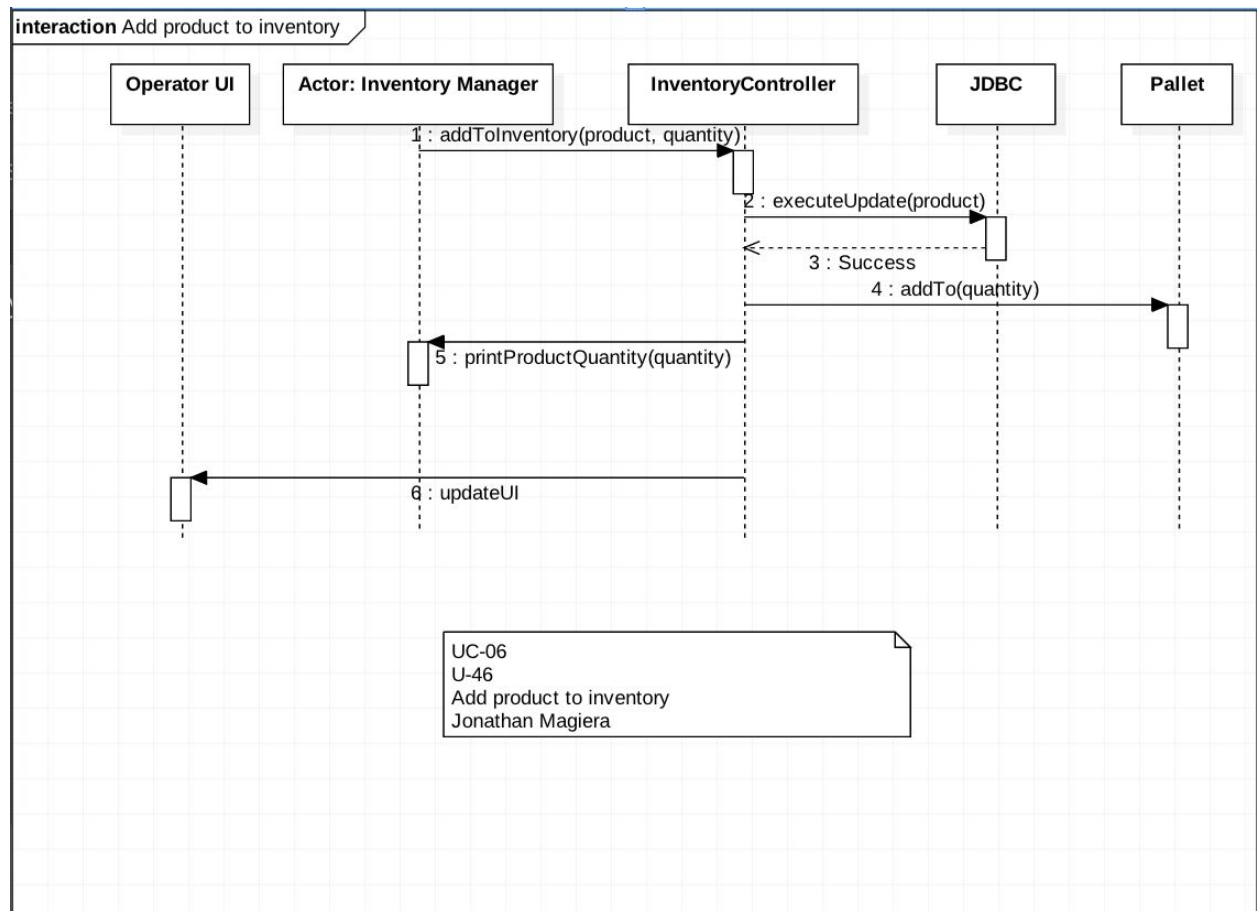 interaction Add product to inventory
Operator UI
Actor: Inventory Manager
InventoryController
JDBC
Pallet
1 : addToInventory(product, quantity)
2 : executeUpdate(product)
3 : Success
4 : addTo(quantity)
5 : printProductQuantity(quantity)
6 : updateUI
UC-06
U-46
Add product to inventory
Jonathan Magiera